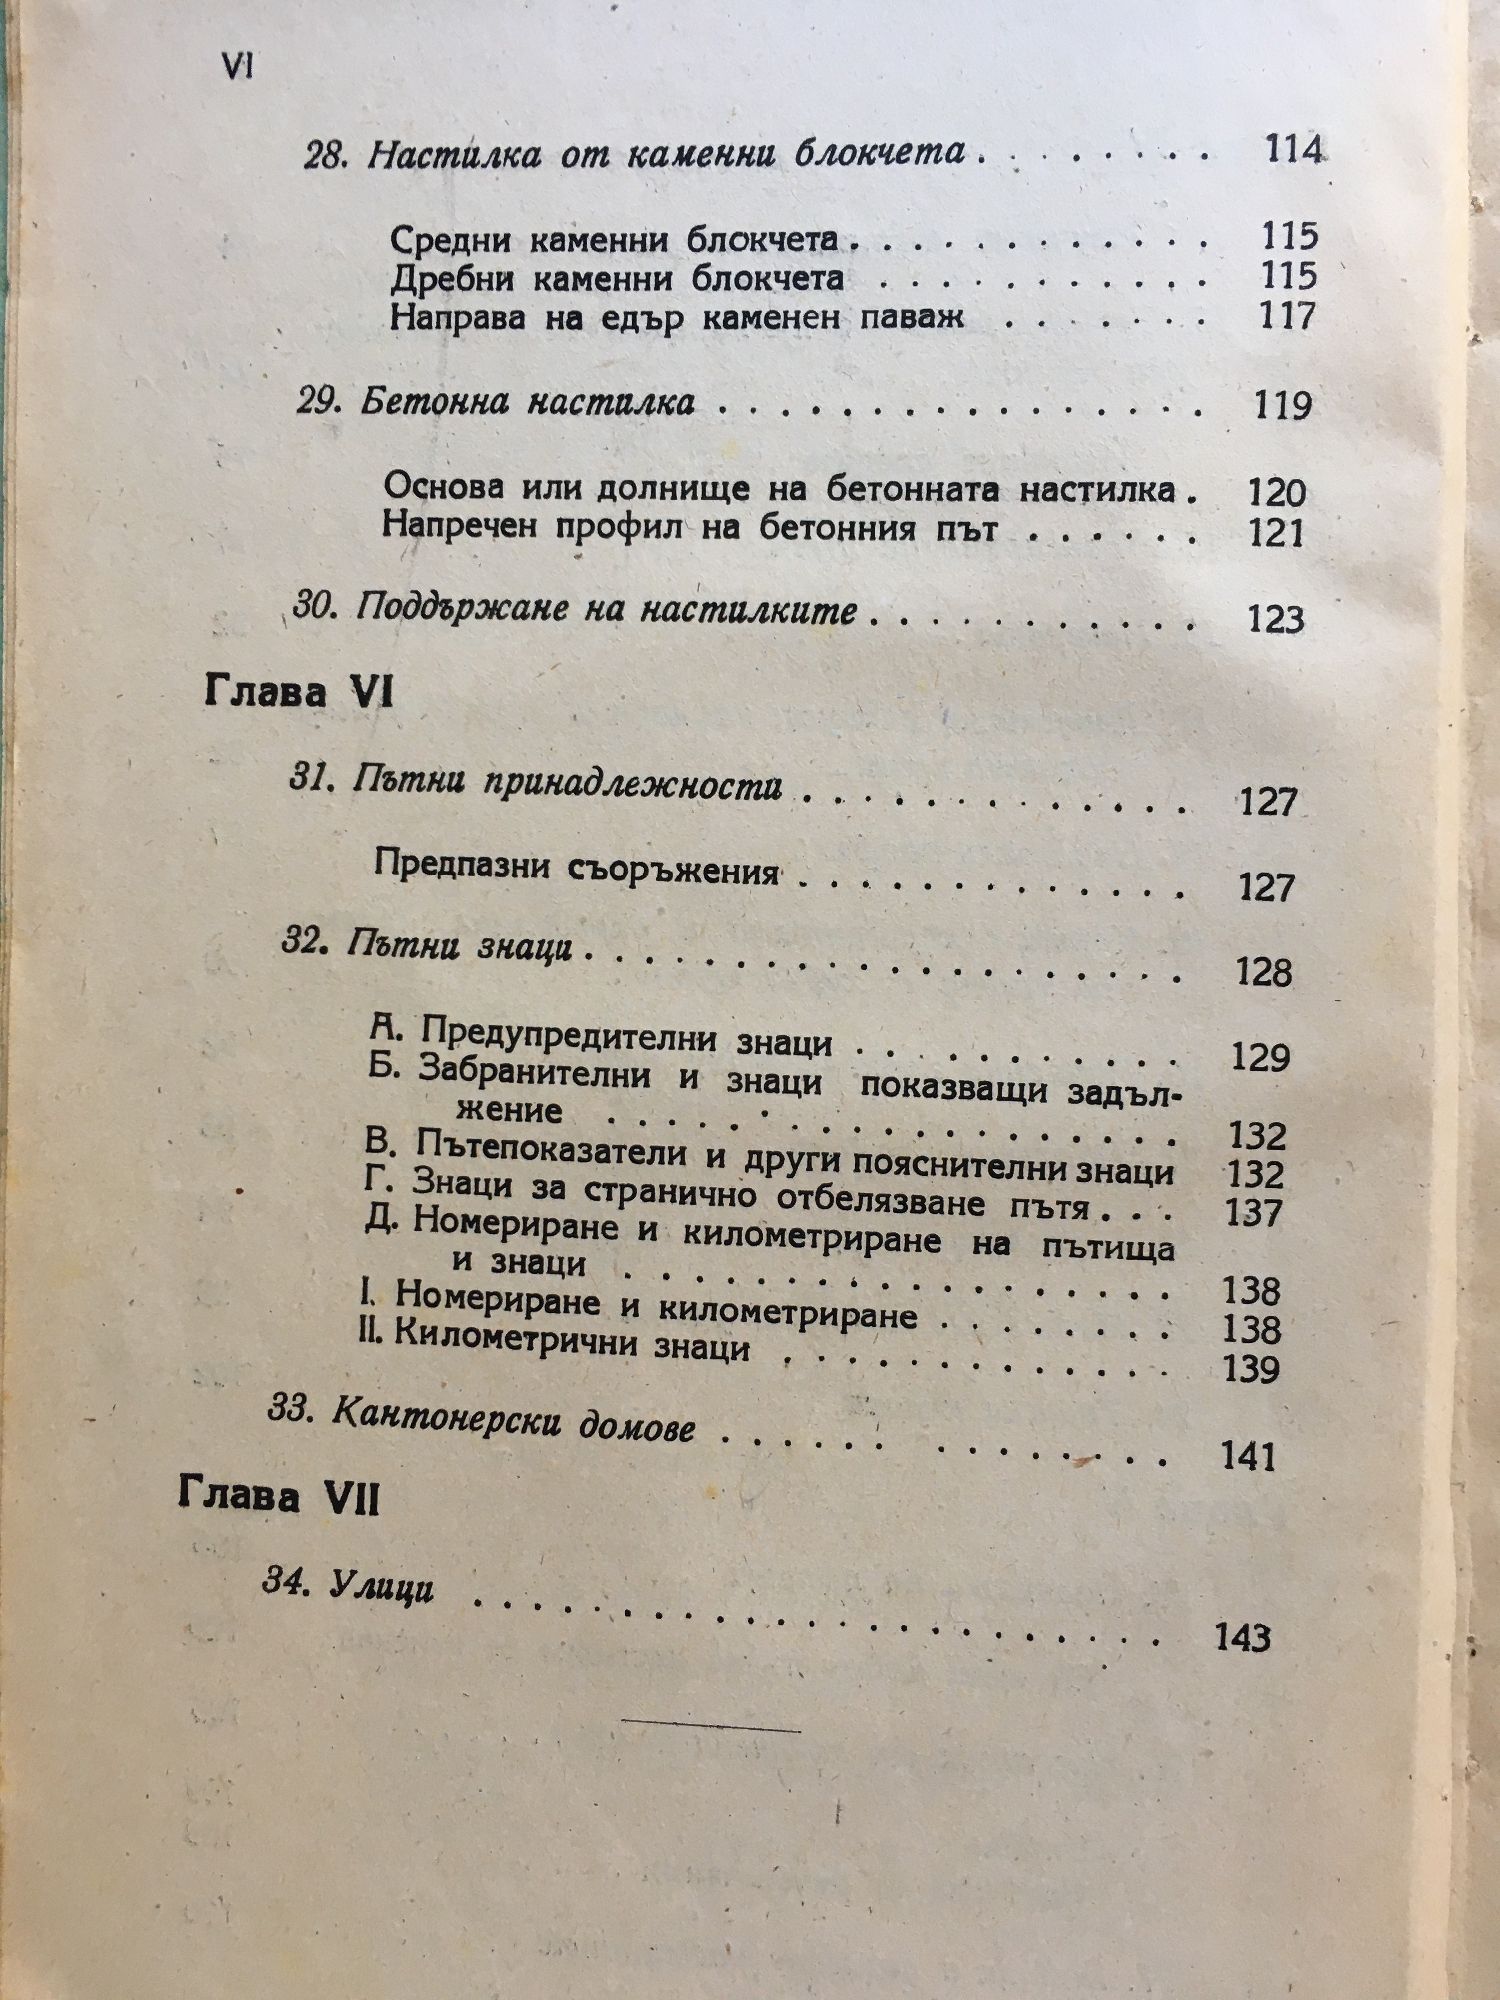 VI
28. Настилка от каменни блокчета . . . . . . . . 114
Средни каменни блокчета . . . . . . . . . . . . 115
Дребни каменни блокчета . . . . . . . . . . . 115
Направа на едър каменен паваж . . . . . . . 117
29. Бетонна настилка . . . . . . . . . . . . . . . . 119
Основа или долнище на бетонната настилка . 120
Напречен профил на бетонния път . . . . . . 121
30. Поддържане на настилките . . . . . . . . . . . 123
Глава VI
31. Пътни принадлежности . . . . . . . . . . . . . 127
Предпазни съоръжения . . . . . . . . . . . . . 127
32. Пътни знаци . . . . . . . . . . . . . . . . . . . . 128
А. Предупредителни знаци . . . . . . . . . . . 129
Б. Забранителни и знаци показващи задъл-
жение . . . . . . . . . . . . . . . . . . . 132
В. Пътепоказатели и други пояснителни знаци 132
Г. Знаци за странично отбелязване пътя . . . 137
Д. Номериране и километриране на пътища
и знаци . . . . . . . . . . . . . . . . . . 138
I. Номериране и километриране . . . . . . . . 138
II. Километрични знаци . . . . . . . . . . . . . 139
33. Кантонерски домове . . . . . . . . . . . . . . 141
Глава VII
34. Улици . . . . . . . . . . . . . . . . . . . . . . . 143